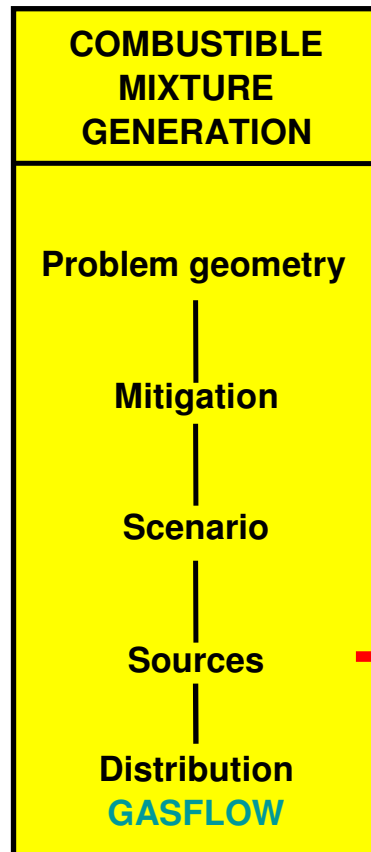 COMBUSTIBLE
MIXTURE
GENERATION
Problem geometry
Mitigation
Scenario
Sources
Distribution
GASFLOW